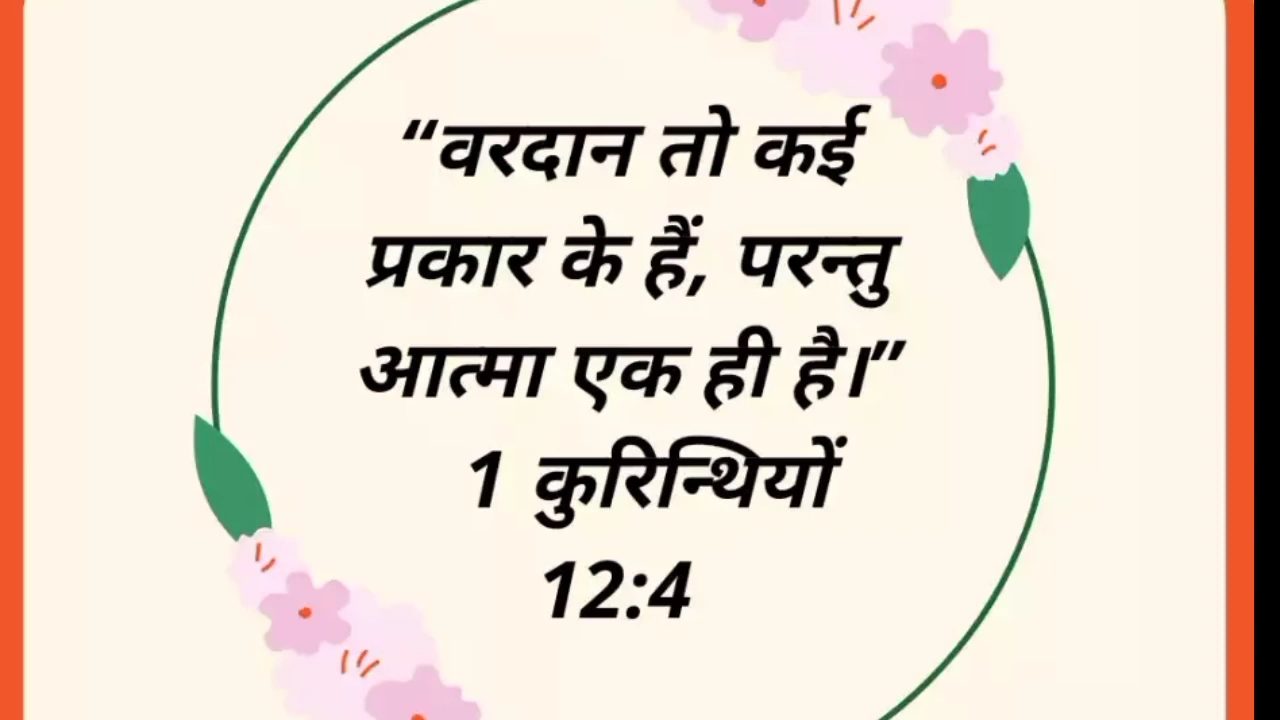 “वरदान तो कई
प्रकार के हैं, परन्तु
आत्मा एक ही है।”
1 कुरिन्थियों
12:4